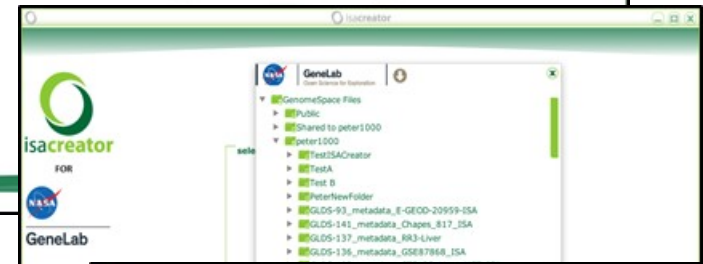 isacreator
GeneLab
Open Science for Exploration
GenomeSpace Files
Public
Shared to peter1000
peter1000
TestISACreator
TestA
Test B
PeterNewFolder
GLDS-93_metadata_E-GEOD-20959-ISA
GLDS-141_metadata_Chapes_817_ISA
GLDS-137_metadata_RR3-Liver
GLDS-136_metadata_GSE87868_ISA
sele
isacreator
FOR
NASA
GeneLab